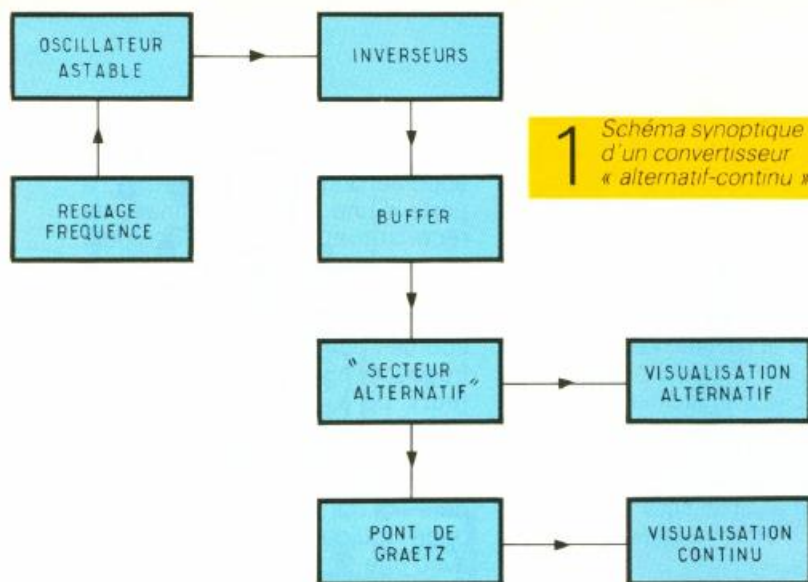 OSCILLATEUR
ASTABLE
INVERSEURS
1
Schéma synoptique
d'un convertisseur
« alternatif-continu »
REGLAGE
FREQUENCE
BUFFER
"SECTEUR
ALTERNATIF"
VISUALISATION
ALTERNATIF
PONT DE
GRAETZ
VISUALISATION
CONTINU